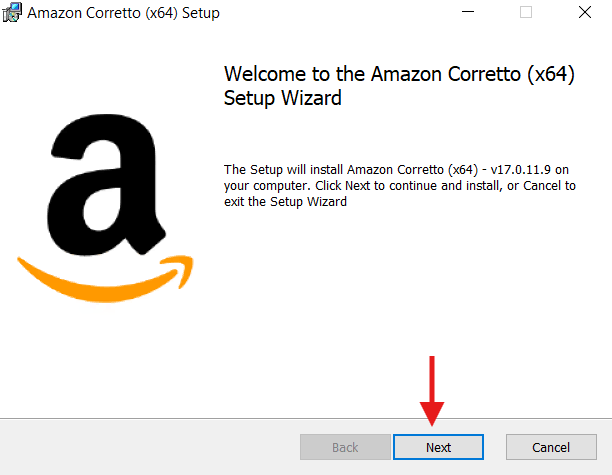 Amazon Corretto (x64) Setup
Welcome to the Amazon Corretto (x64)
Setup Wizard
a
The Setup will install Amazon Corretto (x64) - v17.0.11.9 on
your computer. Click Next to continue and install, or Cancel to
exit the Setup Wizard
Back
Next
Cancel